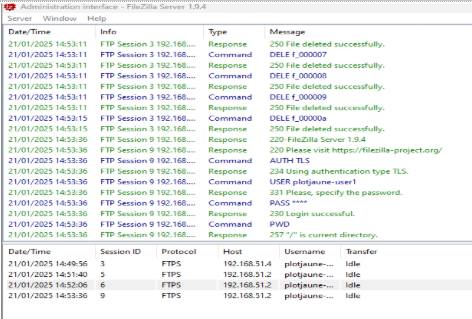 Administration interface - FileZilla Server 1.9.4
Server Window Help
Date/Time Info Type Message
21/01/2025 14:53:11 FTP Session 3 192.168.... Response 250 File deleted successfully.
21/01/2025 14:53:11 FTP Session 3 192.168.... Command DELE f_000007
21/01/2025 14:53:11 FTP Session 3 192.168.... Response 250 File deleted successfully.
21/01/2025 14:53:11 FTP Session 3 192.168.... Command DELE f_000008
21/01/2025 14:53:11 FTP Session 3 192.168.... Response 250 File deleted successfully.
21/01/2025 14:53:11 FTP Session 3 192.168.... Command DELE f_000009
21/01/2025 14:53:11 FTP Session 3 192.168.... Response 250 File deleted successfully.
21/01/2025 14:53:15 FTP Session 3 192.168.... Command DELE f_00000a
21/01/2025 14:53:15 FTP Session 3 192.168.... Response 250 File deleted successfully.
21/01/2025 14:53:36 FTP Session 9 192.168.... Response 220-FileZilla Server 1.9.4
21/01/2025 14:53:36 FTP Session 9 192.168.... Response 220 Please visit https://filezilla-project.org/
21/01/2025 14:53:36 FTP Session 9 192.168.... Command AUTH TLS
21/01/2025 14:53:36 FTP Session 9 192.168.... Response 234 Using authentication type TLS.
21/01/2025 14:53:36 FTP Session 9 192.168.... Command USER plotjaune-user1
21/01/2025 14:53:36 FTP Session 9 192.168.... Response 331 Please, specify the password.
21/01/2025 14:53:36 FTP Session 9 192.168.... Command PASS ****
21/01/2025 14:53:36 FTP Session 9 192.168.... Response 230 Login successful.
21/01/2025 14:53:36 FTP Session 9 192.168.... Command PWD
21/01/2025 14:53:36 FTP Session 9 192.168.... Response 257 "/" is current directory.
Date/Time Session ID Protocol Host Username Transfer
21/01/2025 14:49:56 3 FTPS 192.168.51.4 plotjaune-... Idle
21/01/2025 14:51:40 5 FTPS 192.168.51.2 plotjaune-... Idle
21/01/2025 14:52:06 6 FTPS 192.168.51.2 plotjaune-... Idle
21/01/2025 14:53:36 9 FTPS 192.168.51.2 plotjaune-... Idle